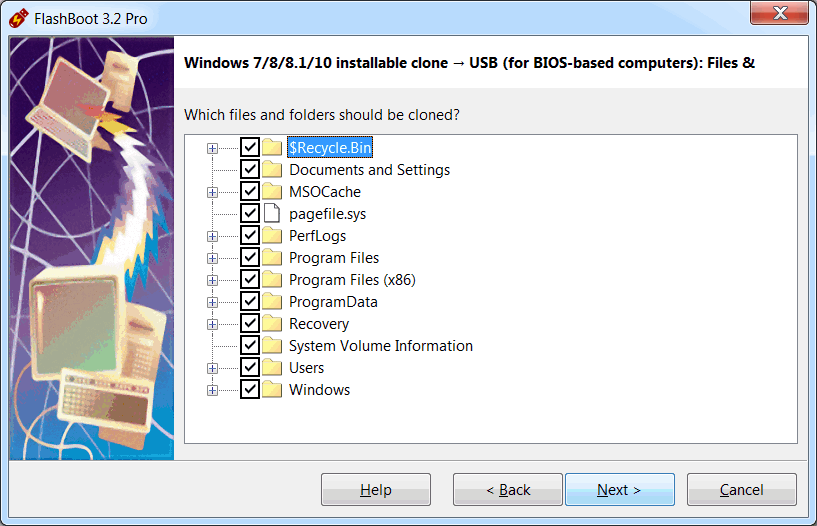 FlashBoot 3.2 Pro
Windows 7/8/8.1/10 installable clone → USB (for BIOS-based computers): Files &
Which files and folders should be cloned?
$Recycle.Bin
Documents and Settings
MSOCache
pagefile.sys
PerfLogs
Program Files
Program Files (x86)
ProgramData
Recovery
System Volume Information
Users
Windows
Help
< Back
Next >
Cancel